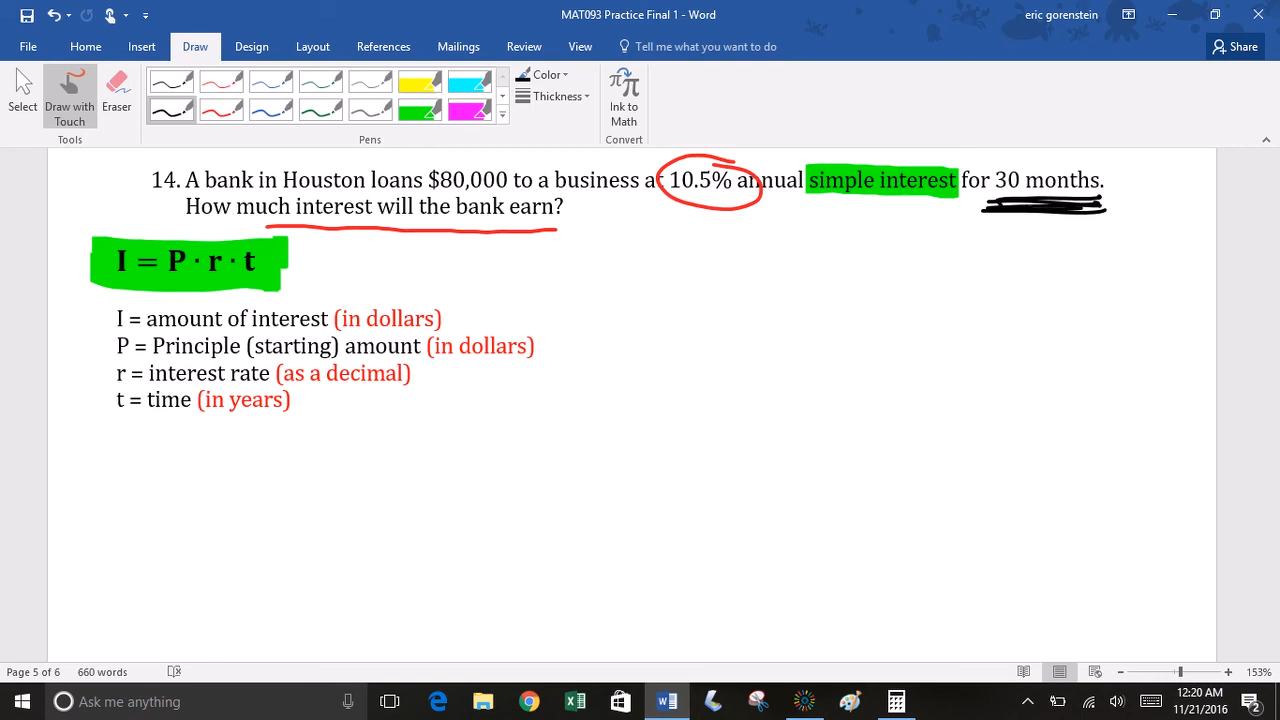 MAT093 Practice Final 1 - Word
eric gorenstein
File Home Insert Draw Design Layout References Mailings Review View Tell me what you want to do Share
Select Draw with Touch Eraser
Color
Thickness
Ink to Math
Tools Pens Convert
14. A bank in Houston loans $80,000 to a business at 10.5% annual simple interest for 30 months.
How much interest will the bank earn?
I = P · r · t
I = amount of interest (in dollars)
P = Principle (starting) amount (in dollars)
r = interest rate (as a decimal)
t = time (in years)
Page 5 of 6 660 words 153%
Ask me anything
12:20 AM
11/21/2016
2